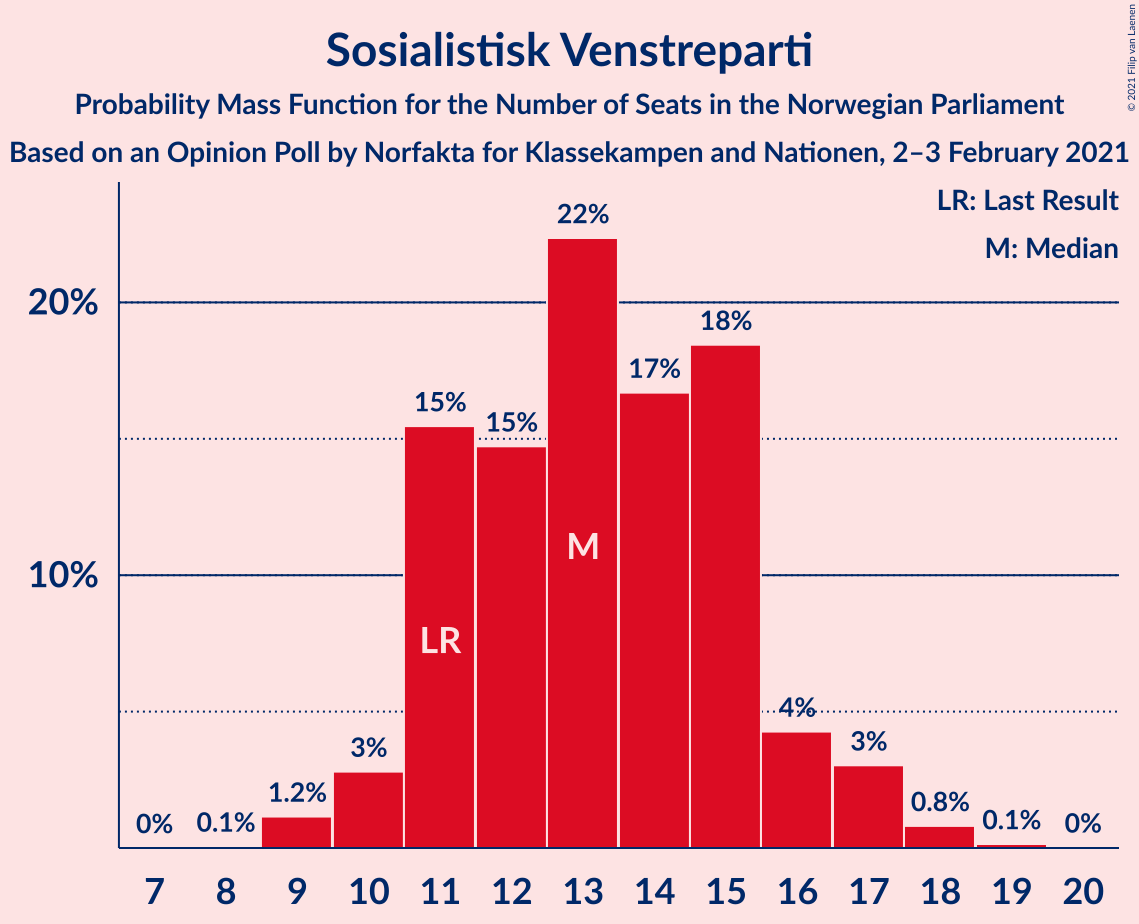 © 2021 Filip van Laenen
Sosialistisk Venstreparti
Probability Mass Function for the Number of Seats in the Norwegian Parliament
Based on an Opinion Poll by Norfakta for Klassekampen and Nationen, 2–3 February 2021
LR: Last Result
M: Median
20%
10%
0%
0.1%
1.2%
3%
15%
15%
22%
17%
18%
4%
3%
0.8%
0.1%
0%
LR
M
7 8 9 10 11 12 13 14 15 16 17 18 19 20